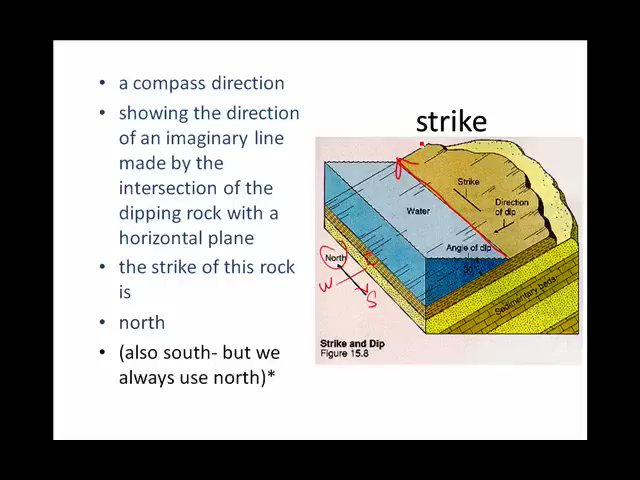 strike
• a compass direction
• showing the direction
of an imaginary line
made by the
intersection of the
dipping rock with a
horizontal plane
• the strike of this rock
is
• north
• (also south- but we
always use north)*
Strike
Water
Direction
of dip
Angle of dip
30°
North
W
S
Sedimentary beds
Strike and Dip
Figure 15.8